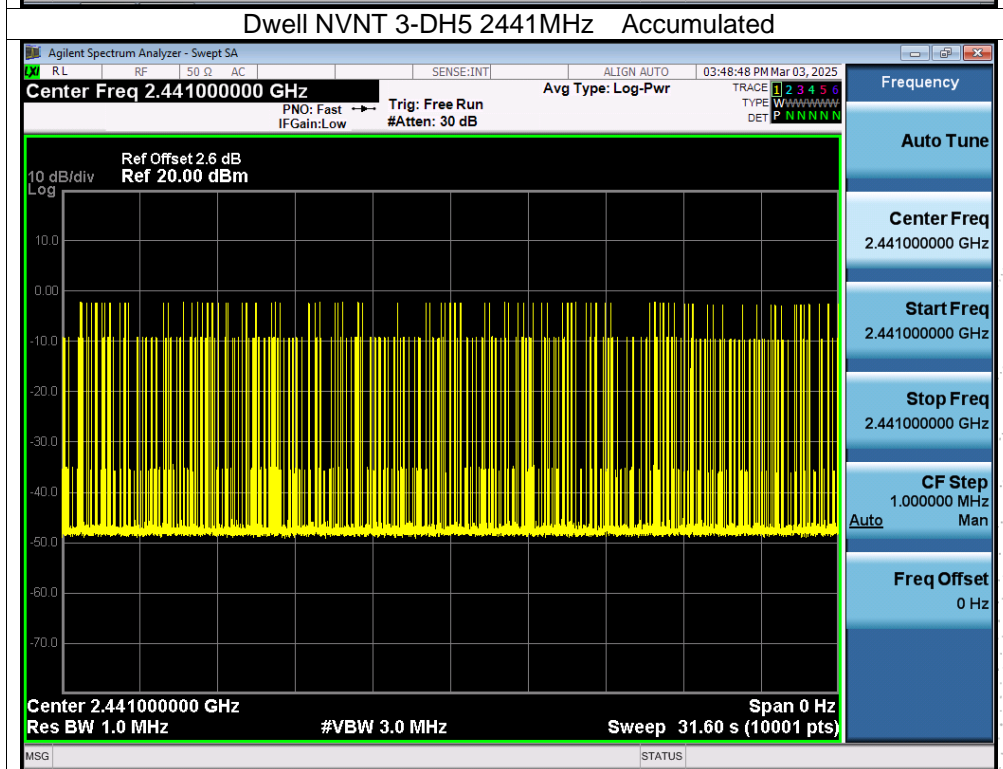 Dwell NVNT 3-DH5 2441MHz    Accumulated
Agilent Spectrum Analyzer - Swept SA
LXI RL RF 50 Ω AC SENSE:INT ALIGN AUTO 03:48:48 PM Mar 03, 2025
Center Freq 2.441000000 GHz Avg Type: Log-Pwr TRACE 1 2 3 4 5 6
PNO: Fast Trig: Free Run TYPE WWWWWW
IFGain:Low #Atten: 30 dB DET P N N N N N
Frequency
Auto Tune
Center Freq
2.441000000 GHz
Start Freq
2.441000000 GHz
Stop Freq
2.441000000 GHz
CF Step
1.000000 MHz
Auto Man
Freq Offset
0 Hz
Ref Offset 2.6 dB
10 dB/div Ref 20.00 dBm
Log
10.0
0.00
-10.0
-20.0
-30.0
-40.0
-50.0
-60.0
-70.0
Center 2.441000000 GHz Span 0 Hz
Res BW 1.0 MHz #VBW 3.0 MHz Sweep 31.60 s (10001 pts)
MSG STATUS